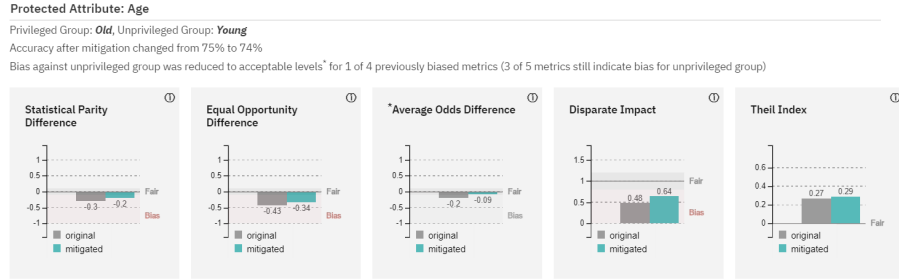 Protected Attribute: Age
Privileged Group: Old, Unprivileged Group: Young
Accuracy after mitigation changed from 75% to 74%
Bias against unprivileged group was reduced to acceptable levels* for 1 of 4 previously biased metrics (3 of 5 metrics still indicate bias for unprivileged group)
Statistical Parity
Difference
1
0.5
0
-0.5
-1
Fair
Bias
-0.3
-0.2
original
mitigated
Equal Opportunity
Difference
1
0.5
0
-0.5
-1
Fair
Bias
-0.43
-0.34
original
mitigated
*Average Odds Difference
1
0.5
0
-0.5
-1
Fair
Bias
-0.2
-0.09
original
mitigated
Disparate Impact
1.5
1
0.5
0
Fair
Bias
0.48
0.64
original
mitigated
Theil Index
0.6
0.4
0.2
0
Fair
0.27
0.29
original
mitigated